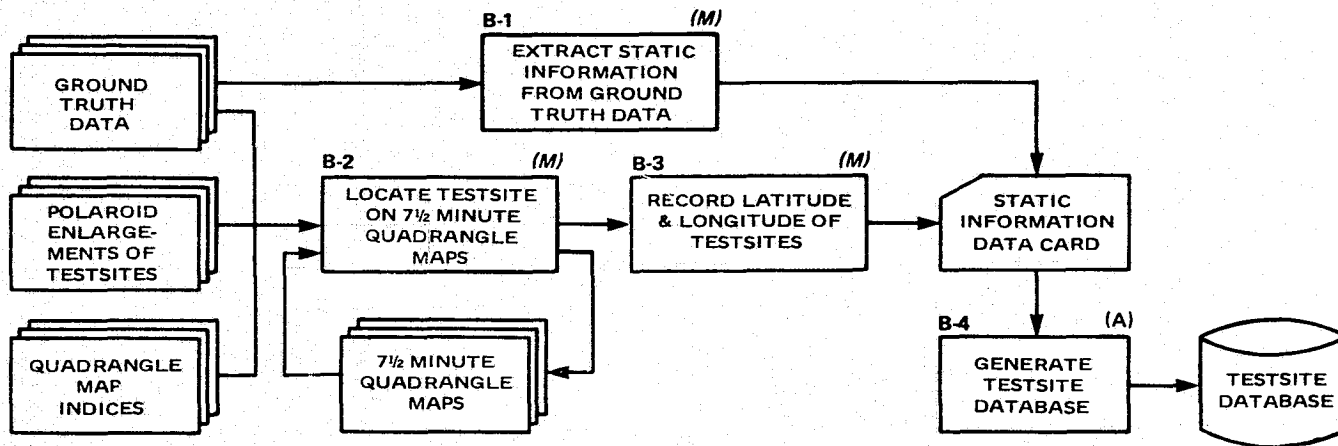 B-1 (M)
EXTRACT STATIC
INFORMATION
FROM GROUND
TRUTH DATA
GROUND
TRUTH
DATA
B-2 (M)
LOCATE TESTSITE
ON 7½ MINUTE
QUADRANGLE
MAPS
B-3 (M)
RECORD LATITUDE
& LONGITUDE OF
TESTSITES
STATIC
INFORMATION
DATA CARD
POLAROID
ENLARGE-
MENTS OF
TESTSITES
QUADRANGLE
MAP
INDICES
7½ MINUTE
QUADRANGLE
MAPS
B-4 (A)
GENERATE
TESTSITE
DATABASE
TESTSITE
DATABASE